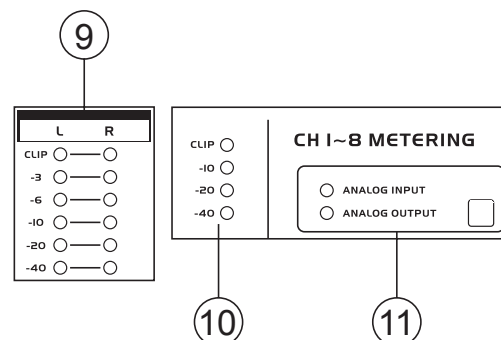 9
L R
CLIP
-3
-6
-10
-20
-40
CLIP
-10
-20
-40
CH 1~8 METERING
ANALOG INPUT
ANALOG OUTPUT
10
11